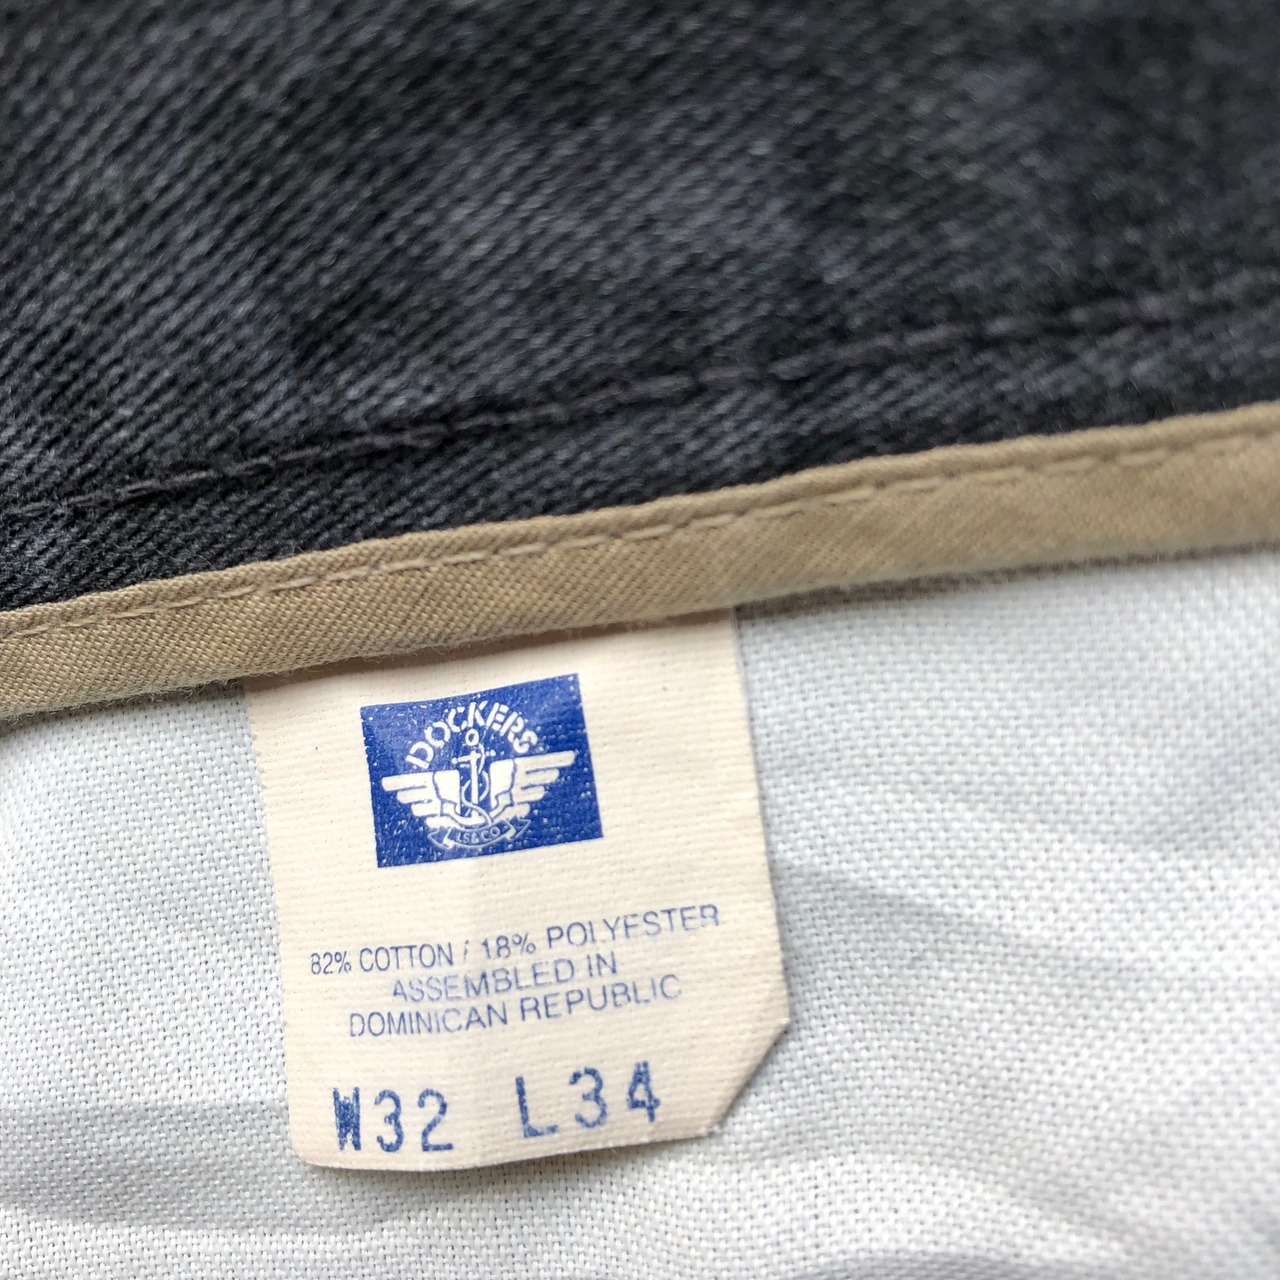 DOCKERS
LS&CO
82% COTTON / 18% POLYESTER
ASSEMBLED IN
DOMINICAN REPUBLIC
W32 L34